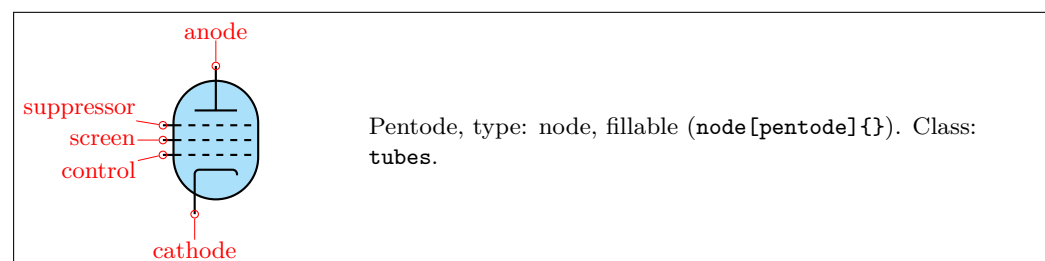 anode
suppressor
screen
control
cathode
Pentode, type: node, fillable (node[pentode]{}). Class:
tubes.